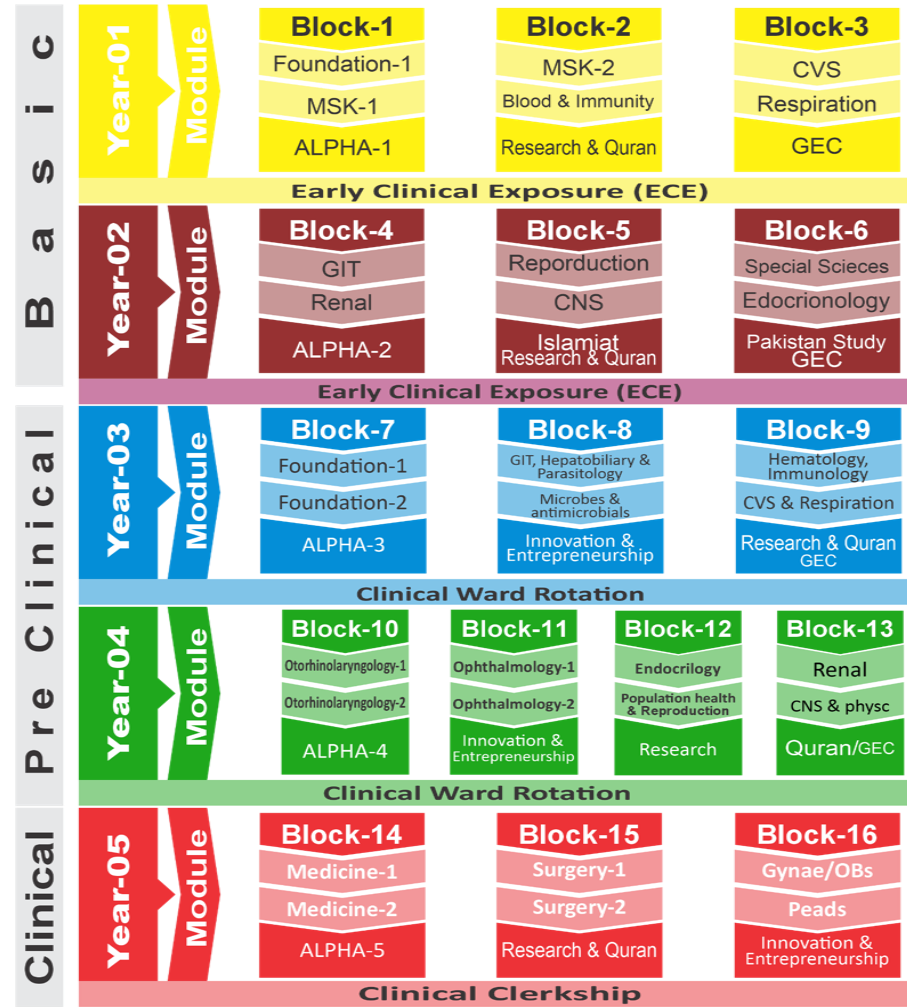 Basic
Year-01
Module
Block-1
Foundation-1
MSK-1
ALPHA-1
Block-2
MSK-2
Blood & Immunity
Research & Quran
Block-3
CVS
Respiration
GEC
Early Clinical Exposure (ECE)
Year-02
Module
Block-4
GIT
Renal
ALPHA-2
Block-5
Reporduction
CNS
Islamiat
Research & Quran
Block-6
Special Scieces
Edocrionology
Pakistan Study
GEC
Early Clinical Exposure (ECE)
Pre Clinical
Year-03
Module
Block-7
Foundation-1
Foundation-2
ALPHA-3
Block-8
GIT, Hepatobiliary &
Parasitology
Microbes &
antimicrobials
Innovation &
Entrepreneurship
Block-9
Hematology,
Immunology
CVS & Respiration
Research & Quran
GEC
Clinical Ward Rotation
Year-04
Module
Block-10
Otorhinolaryngology-1
Otorhinolaryngology-2
ALPHA-4
Block-11
Ophthalmology-1
Ophthalmology-2
Innovation &
Entrepreneurship
Block-12
Endocrilogy
Population health
& Reproduction
Research
Block-13
Renal
CNS & physc
Quran/GEC
Clinical Ward Rotation
Clinical
Year-05
Module
Block-14
Medicine-1
Medicine-2
ALPHA-5
Block-15
Surgery-1
Surgery-2
Research & Quran
Block-16
Gynae/OBs
Peads
Innovation &
Entrepreneurship
Clinical Clerkship